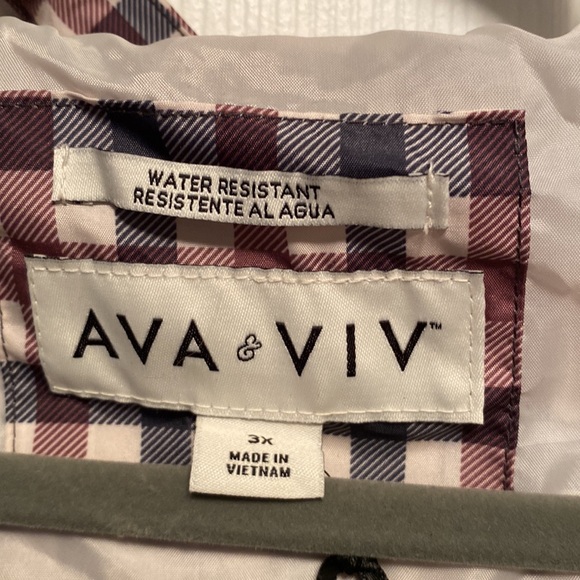 WATER RESISTANT
RESISTENTE AL AGUA
AVA & VIV™
3X
MADE IN
VIETNAM